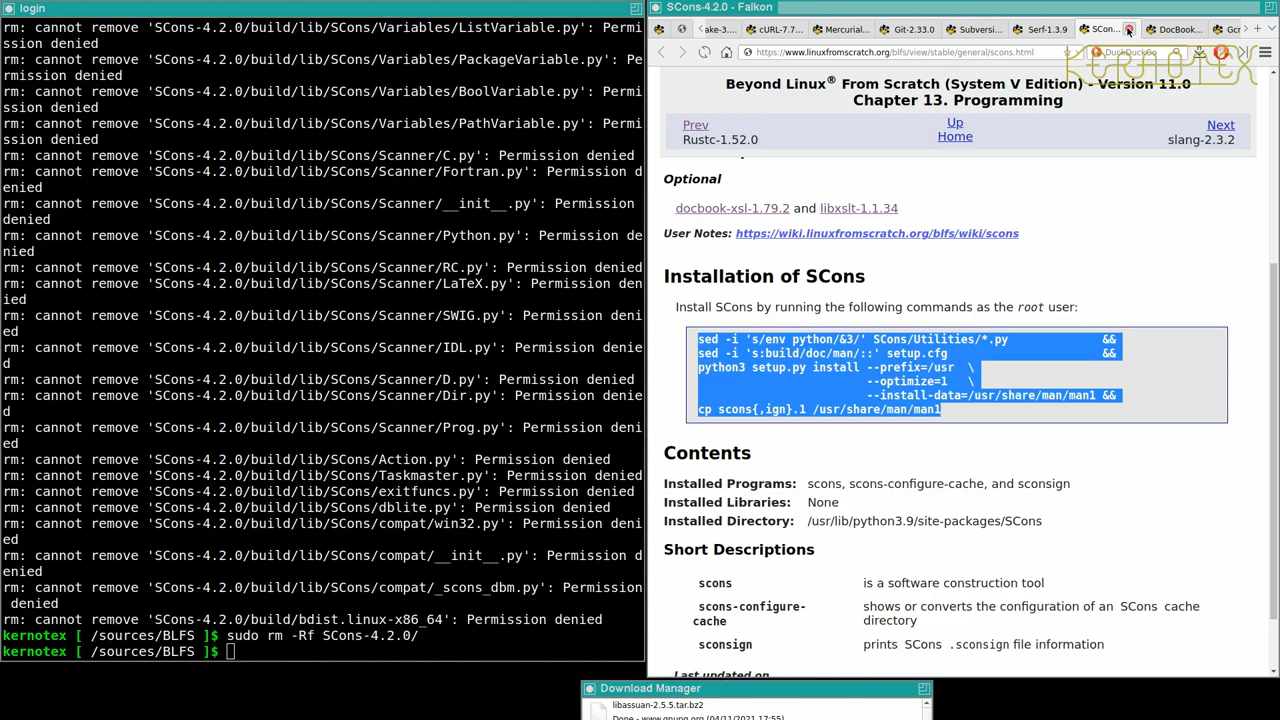 login
rm: cannot remove 'SCons-4.2.0/build/lib/SCons/Variables/ListVariable.py': Permi
ssion denied
rm: cannot remove 'SCons-4.2.0/build/lib/SCons/Variables/PackageVariable.py': Pe
rmission denied
rm: cannot remove 'SCons-4.2.0/build/lib/SCons/Variables/BoolVariable.py': Permi
ssion denied
rm: cannot remove 'SCons-4.2.0/build/lib/SCons/Variables/PathVariable.py': Permi
ssion denied
rm: cannot remove 'SCons-4.2.0/build/lib/SCons/Scanner/C.py': Permission denied
rm: cannot remove 'SCons-4.2.0/build/lib/SCons/Scanner/Fortran.py': Permission d
enied
rm: cannot remove 'SCons-4.2.0/build/lib/SCons/Scanner/__init__.py': Permission
denied
rm: cannot remove 'SCons-4.2.0/build/lib/SCons/Scanner/Python.py': Permission de
nied
rm: cannot remove 'SCons-4.2.0/build/lib/SCons/Scanner/RC.py': Permission denied
rm: cannot remove 'SCons-4.2.0/build/lib/SCons/Scanner/LaTeX.py': Permission den
ied
rm: cannot remove 'SCons-4.2.0/build/lib/SCons/Scanner/SWIG.py': Permission deni
ed
rm: cannot remove 'SCons-4.2.0/build/lib/SCons/Scanner/IDL.py': Permission denie
d
rm: cannot remove 'SCons-4.2.0/build/lib/SCons/Scanner/D.py': Permission denied
rm: cannot remove 'SCons-4.2.0/build/lib/SCons/Scanner/Dir.py': Permission denie
d
rm: cannot remove 'SCons-4.2.0/build/lib/SCons/Scanner/Prog.py': Permission deni
ed
rm: cannot remove 'SCons-4.2.0/build/lib/SCons/Action.py': Permission denied
rm: cannot remove 'SCons-4.2.0/build/lib/SCons/Taskmaster.py': Permission denied
rm: cannot remove 'SCons-4.2.0/build/lib/SCons/exitfuncs.py': Permission denied
rm: cannot remove 'SCons-4.2.0/build/lib/SCons/dblite.py': Permission denied
rm: cannot remove 'SCons-4.2.0/build/lib/SCons/compat/win32.py': Permission deni
ed
rm: cannot remove 'SCons-4.2.0/build/lib/SCons/compat/__init__.py': Permission d
enied
rm: cannot remove 'SCons-4.2.0/build/lib/SCons/compat/_scons_dbm.py': Permission
denied
rm: cannot remove 'SCons-4.2.0/build/bdist.linux-x86_64': Permission denied
kernotex [ /sources/BLFS ]$ sudo rm -Rf SCons-4.2.0/
kernotex [ /sources/BLFS ]$
SCons-4.2.0 - Falkon
ake-3.... cURL-7.7... Mercurial... Git-2.33.0 Subversi... Serf-1.3.9 SCon... DocBook... Gc
https://www.linuxfromscratch.org/blfs/view/stable/general/scons.html DuckDuckGo
KERNOTEX
Beyond Linux® From Scratch (System V Edition) - Version 11.0
Chapter 13. Programming
Prev Up Next
Rustc-1.52.0 Home slang-2.3.2
Optional
docbook-xsl-1.79.2 and libxslt-1.1.34
User Notes: https://wiki.linuxfromscratch.org/blfs/wiki/scons
Installation of SCons
Install SCons by running the following commands as the root user:
sed -i 's/env python/&3/' SCons/Utilities/*.py &&
sed -i 's:build/doc/man/::' setup.cfg &&
python3 setup.py install --prefix=/usr \
--optimize=1 \
--install-data=/usr/share/man/man1 &&
cp scons{,ign}.1 /usr/share/man/man1
Contents
Installed Programs: scons, scons-configure-cache, and sconsign
Installed Libraries: None
Installed Directory: /usr/lib/python3.9/site-packages/SCons
Short Descriptions
scons is a software construction tool
scons-configure-cache shows or converts the configuration of an SCons cache directory
sconsign prints SCons .sconsign file information
Last updated on
Download Manager
libassuan-2.5.5.tar.bz2
Done - www.gnupg.org (04/11/2021 17:55)